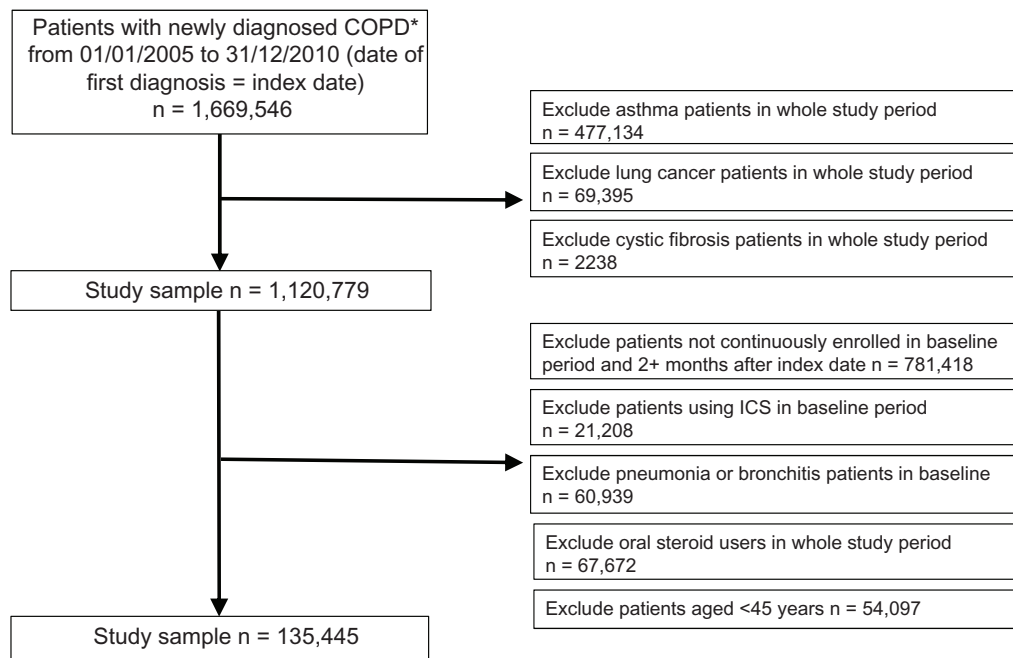 Patients with newly diagnosed COPD*
from 01/01/2005 to 31/12/2010 (date of
first diagnosis = index date)
n = 1,669,546
Exclude asthma patients in whole study period
n = 477,134
Exclude lung cancer patients in whole study period
n = 69,395
Exclude cystic fibrosis patients in whole study period
n = 2238
Study sample n = 1,120,779
Exclude patients not continuously enrolled in baseline
period and 2+ months after index date n = 781,418
Exclude patients using ICS in baseline period
n = 21,208
Exclude pneumonia or bronchitis patients in baseline
n = 60,939
Exclude oral steroid users in whole study period
n = 67,672
Exclude patients aged <45 years n = 54,097
Study sample n = 135,445